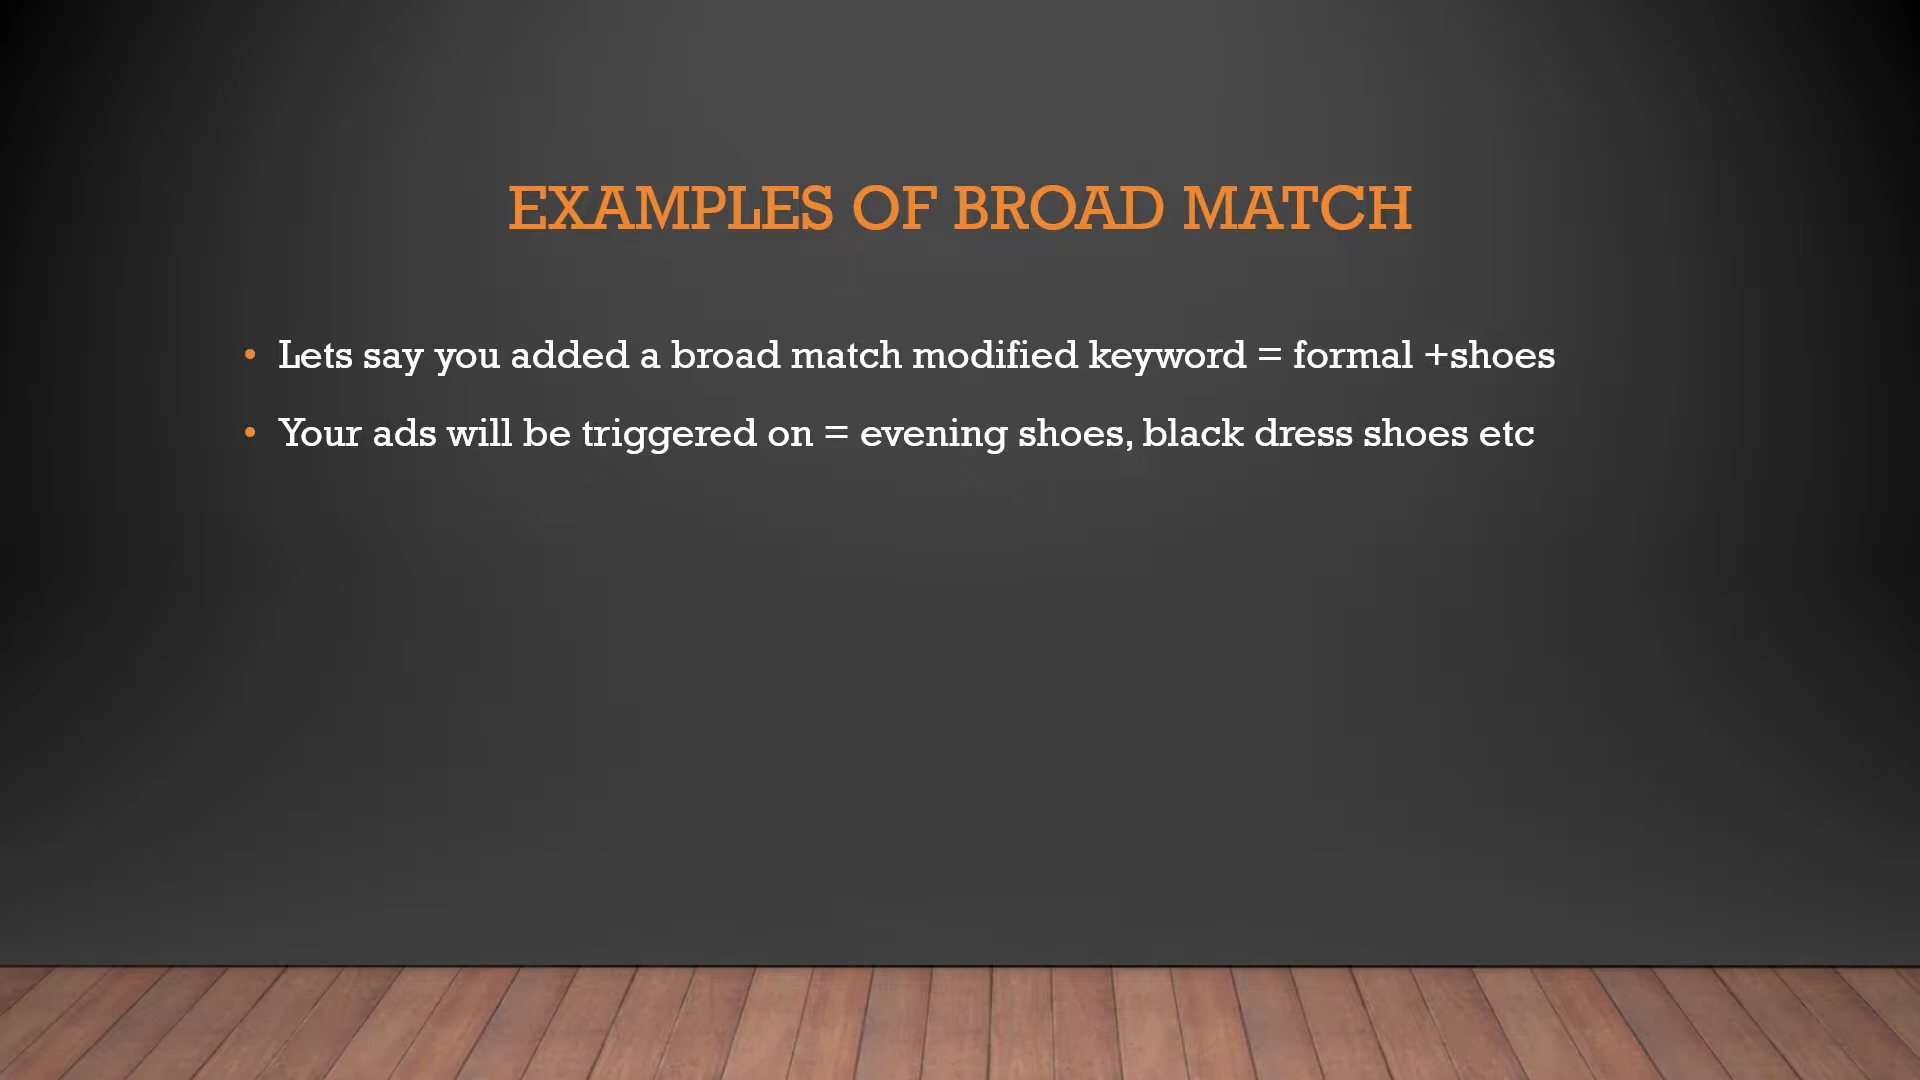 EXAMPLES OF BROAD MATCH
• Lets say you added a broad match modified keyword = formal +shoes
• Your ads will be triggered on = evening shoes, black dress shoes etc